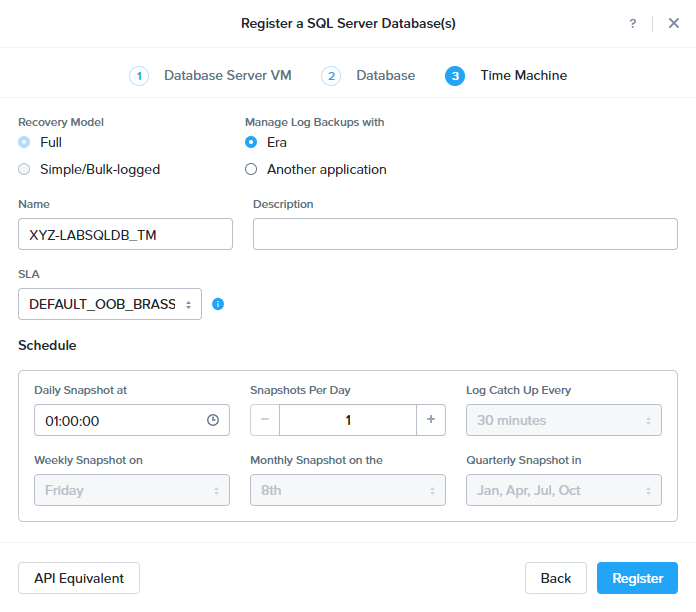 Register a SQL Server Database(s)
?
1 Database Server VM 2 Database 3 Time Machine
Recovery Model Manage Log Backups with
Full Era
Simple/Bulk-logged Another application
Name Description
XYZ-LABSQLDB_TM
SLA
DEFAULT_OOB_BRASS
i
Schedule
Daily Snapshot at Snapshots Per Day Log Catch Up Every
01:00:00 − 1 + 30 minutes
Weekly Snapshot on Monthly Snapshot on the Quarterly Snapshot in
Friday 8th Jan, Apr, Jul, Oct
API Equivalent Back Register